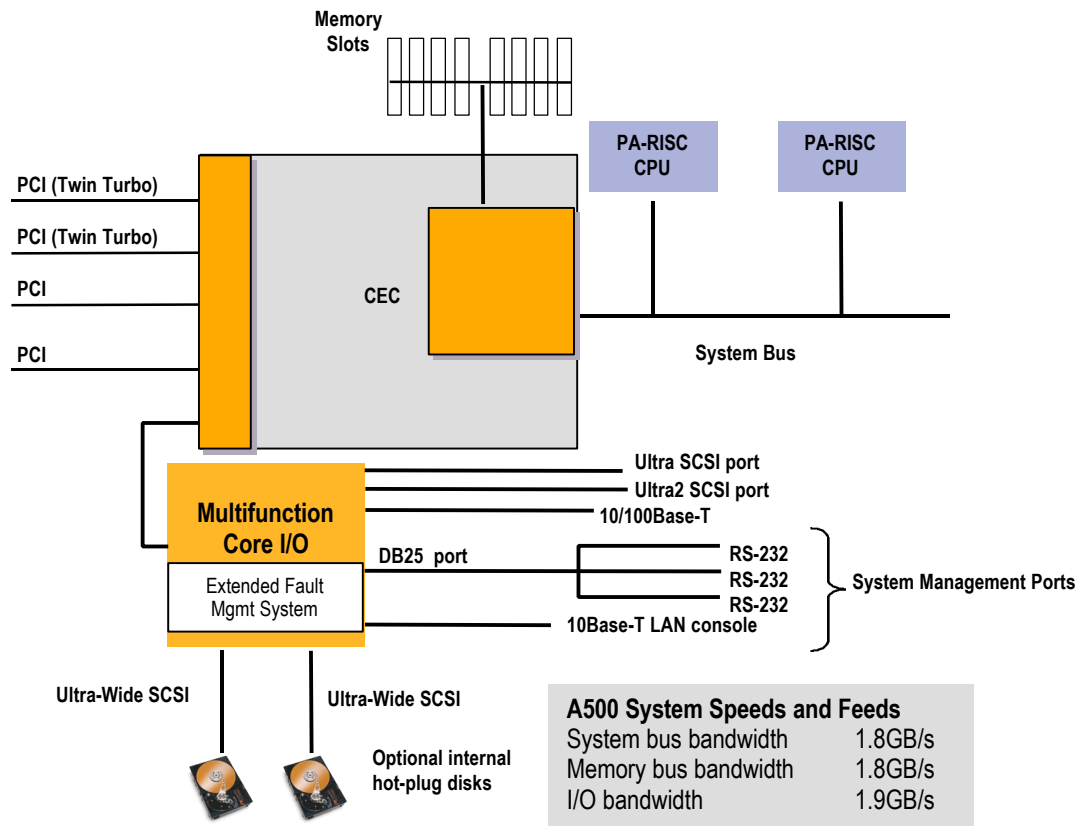 Memory
Slots
PA-RISC
CPU
PA-RISC
CPU
PCI (Twin Turbo)
PCI (Twin Turbo)
PCI
PCI
CEC
System Bus
Multifunction
Core I/O
Extended Fault
Mgmt System
Ultra SCSI port
Ultra2 SCSI port
10/100Base-T
DB25 port
RS-232
RS-232
RS-232
System Management Ports
10Base-T LAN console
Ultra-Wide SCSI
Ultra-Wide SCSI
Optional internal
hot-plug disks
A500 System Speeds and Feeds
System bus bandwidth 1.8GB/s
Memory bus bandwidth 1.8GB/s
I/O bandwidth 1.9GB/s